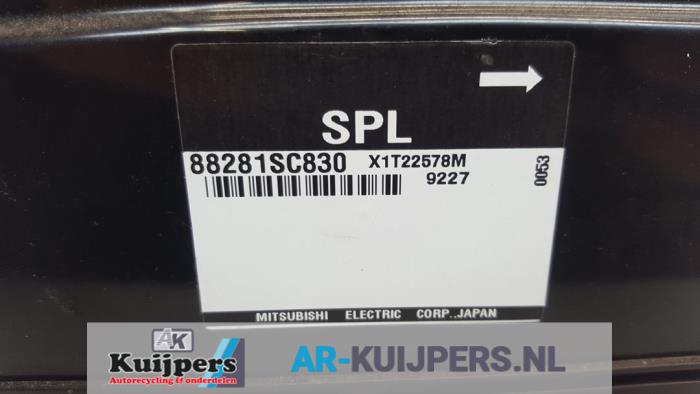 SPL
88281SC830 X1T22578M
9227
0053
MITSUBISHI ELECTRIC CORP.,JAPAN
AK
Kuijpers
Autorecycling & onderdelen
AR-KUIJPERS.NL